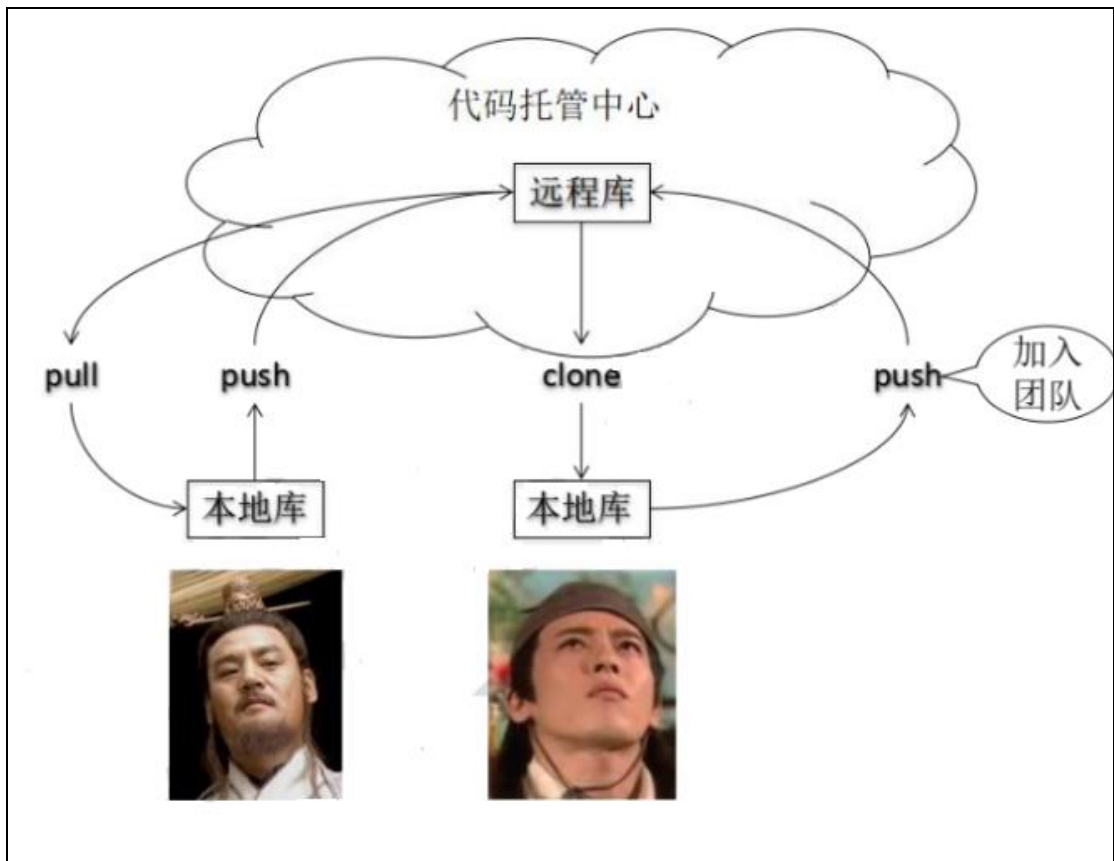 代码托管中心
远程库
pull
push
clone
push
加入
团队
本地库
本地库